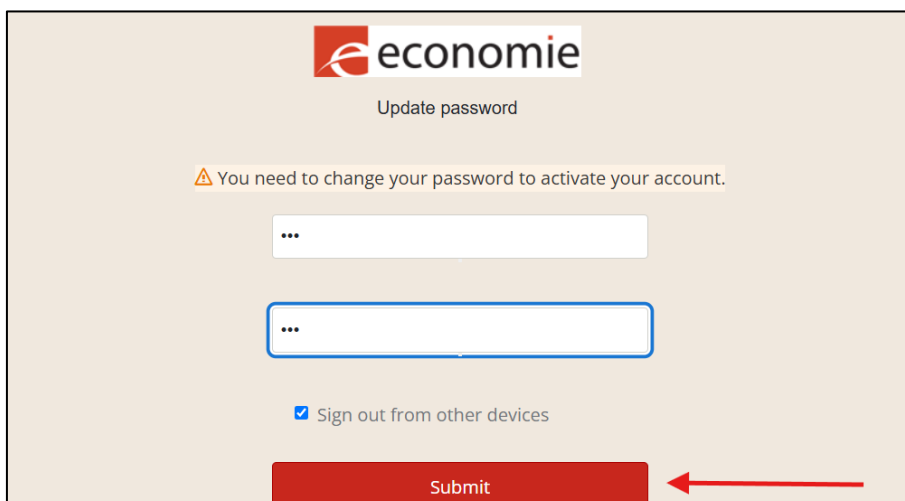 economie
Update password
You need to change your password to activate your account.
•••
•••
Sign out from other devices
Submit